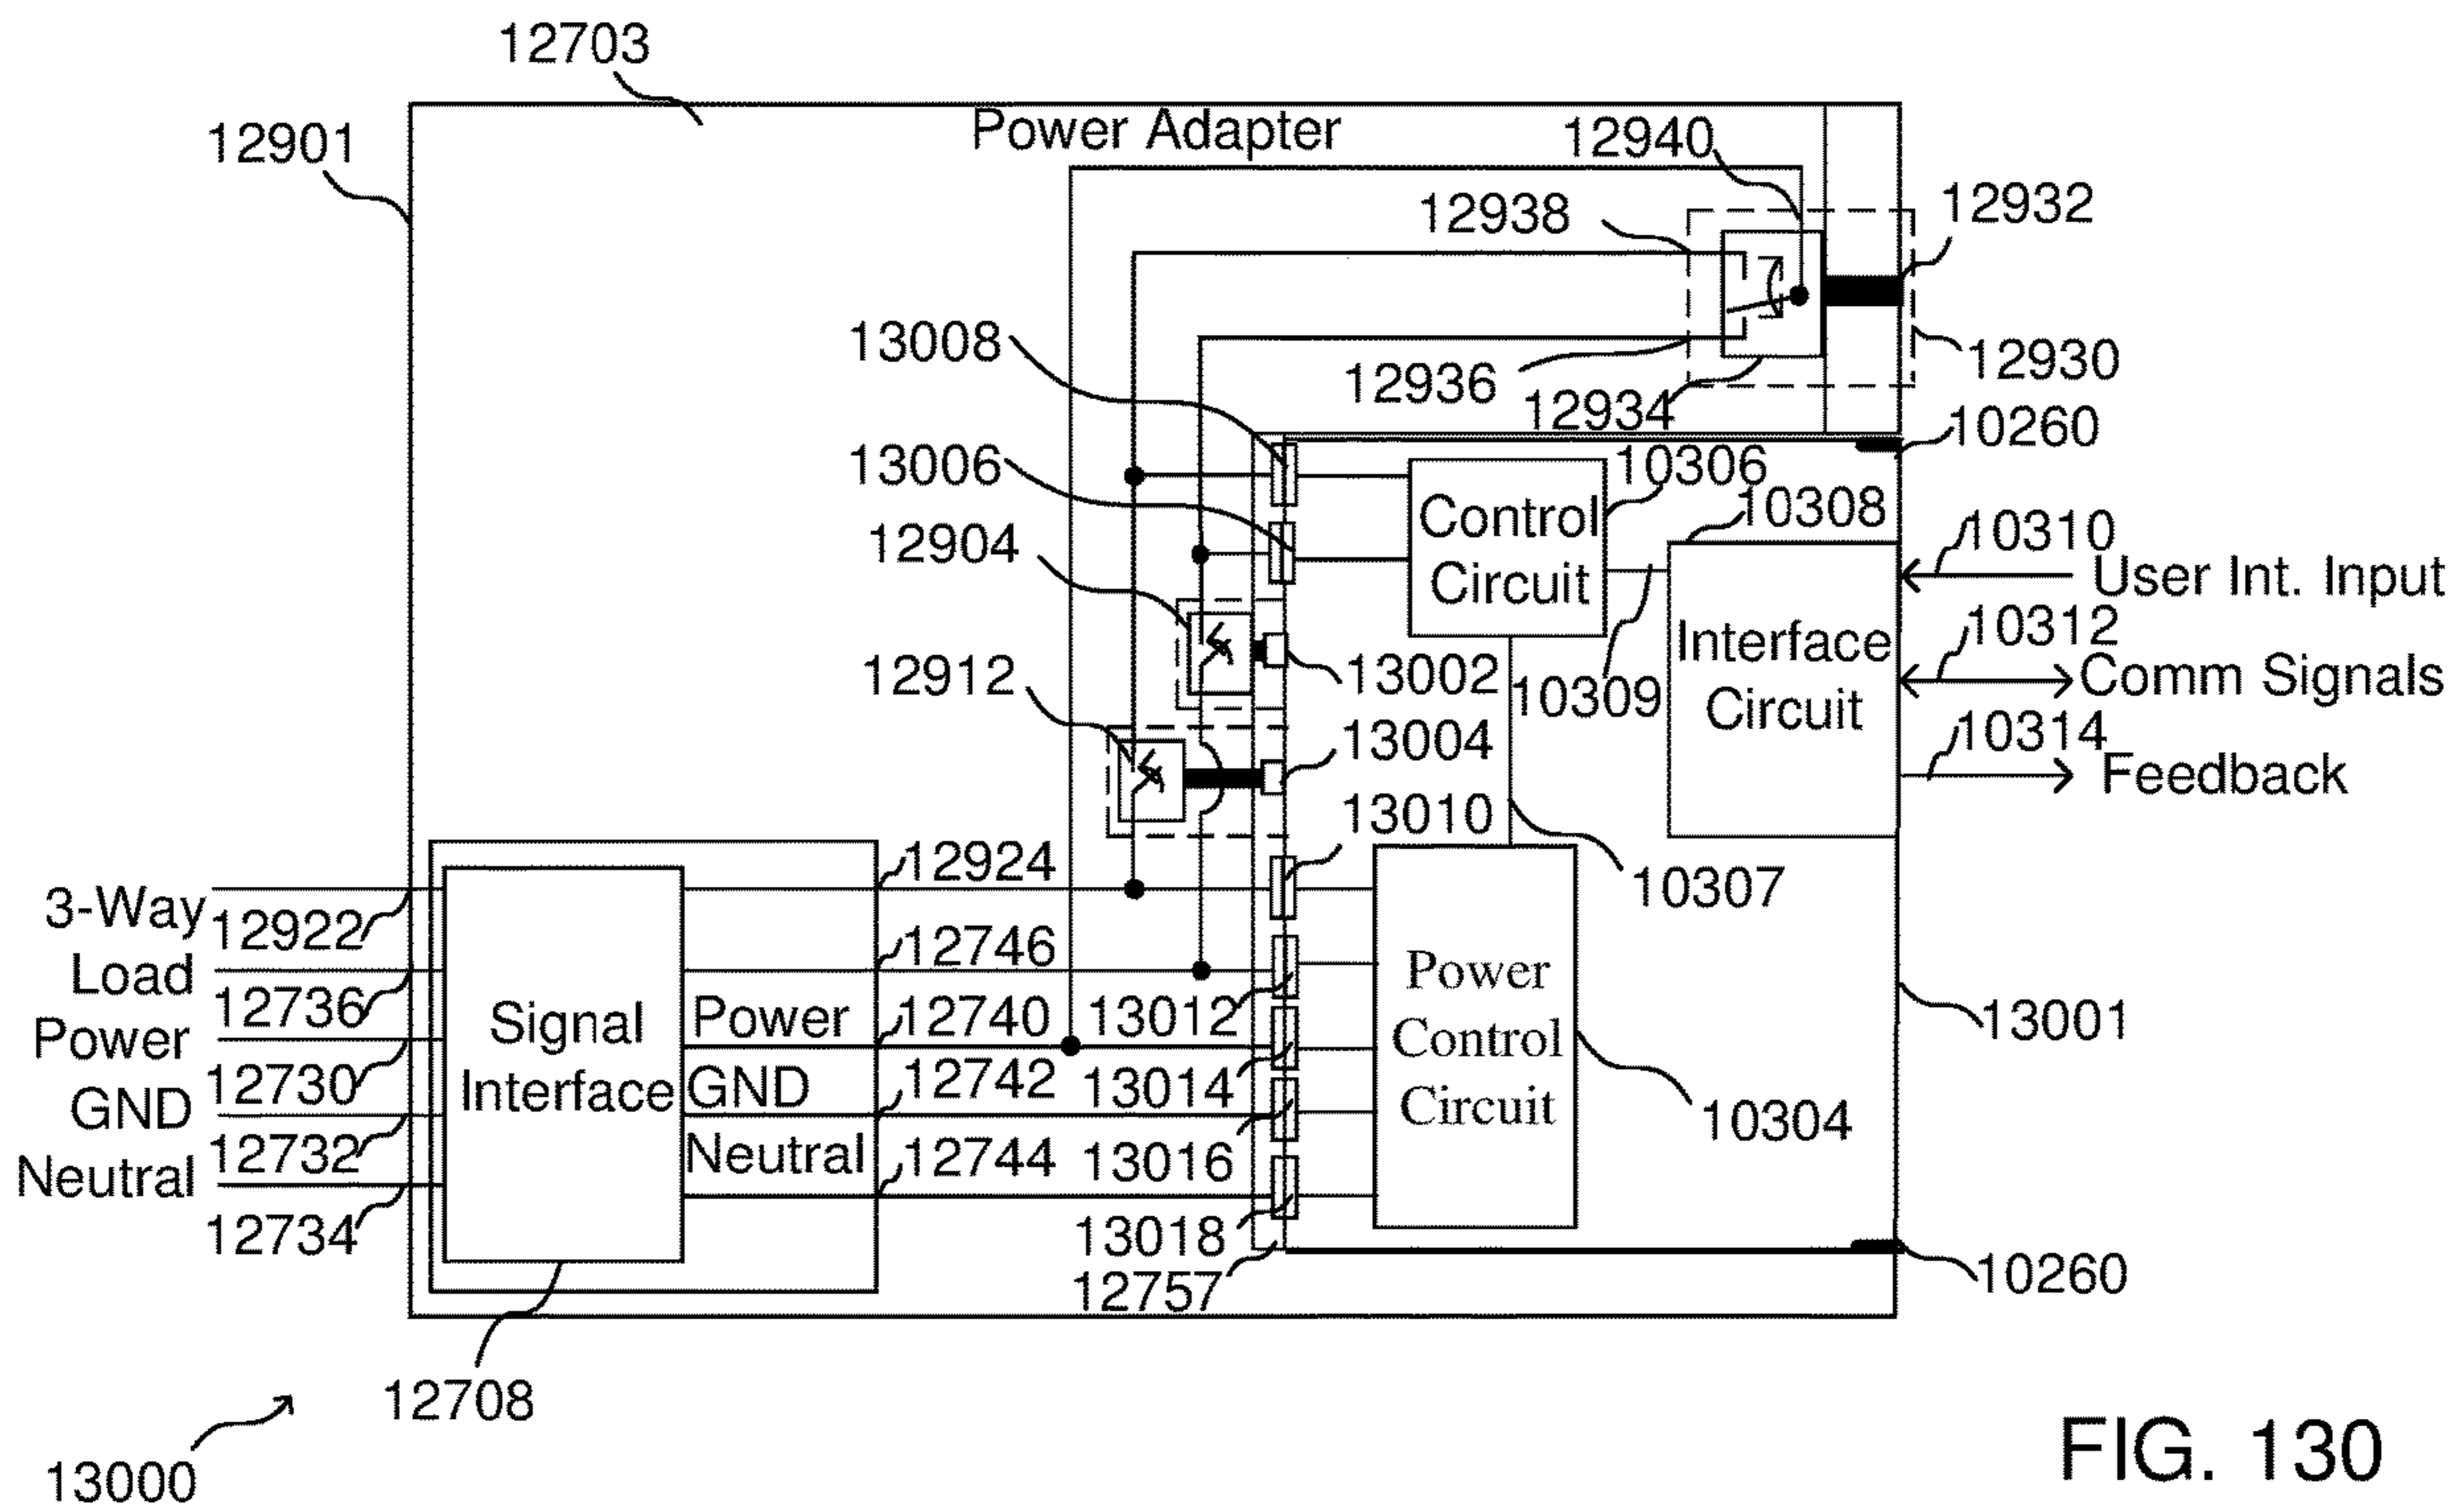 12703
12901
Power Adapter
12940
12938
12932
13008
12936
12934
12930
10260
13006
10306
Control
Circuit
10308
12904
10310
User Int. Input
10312
Interface
Circuit
12912
13002
10309
Comm Signals
13004
10314
Feedback
13010
12924
10307
3-Way
12922
12746
Load
12736
Signal
Interface
Power
12740
13012
Power
Control
Circuit
13001
Power
12730
GND
12742
13014
GND
12732
10304
Neutral
12744
13016
Neutral
12734
13018
12757
10260
12708
13000
FIG. 130